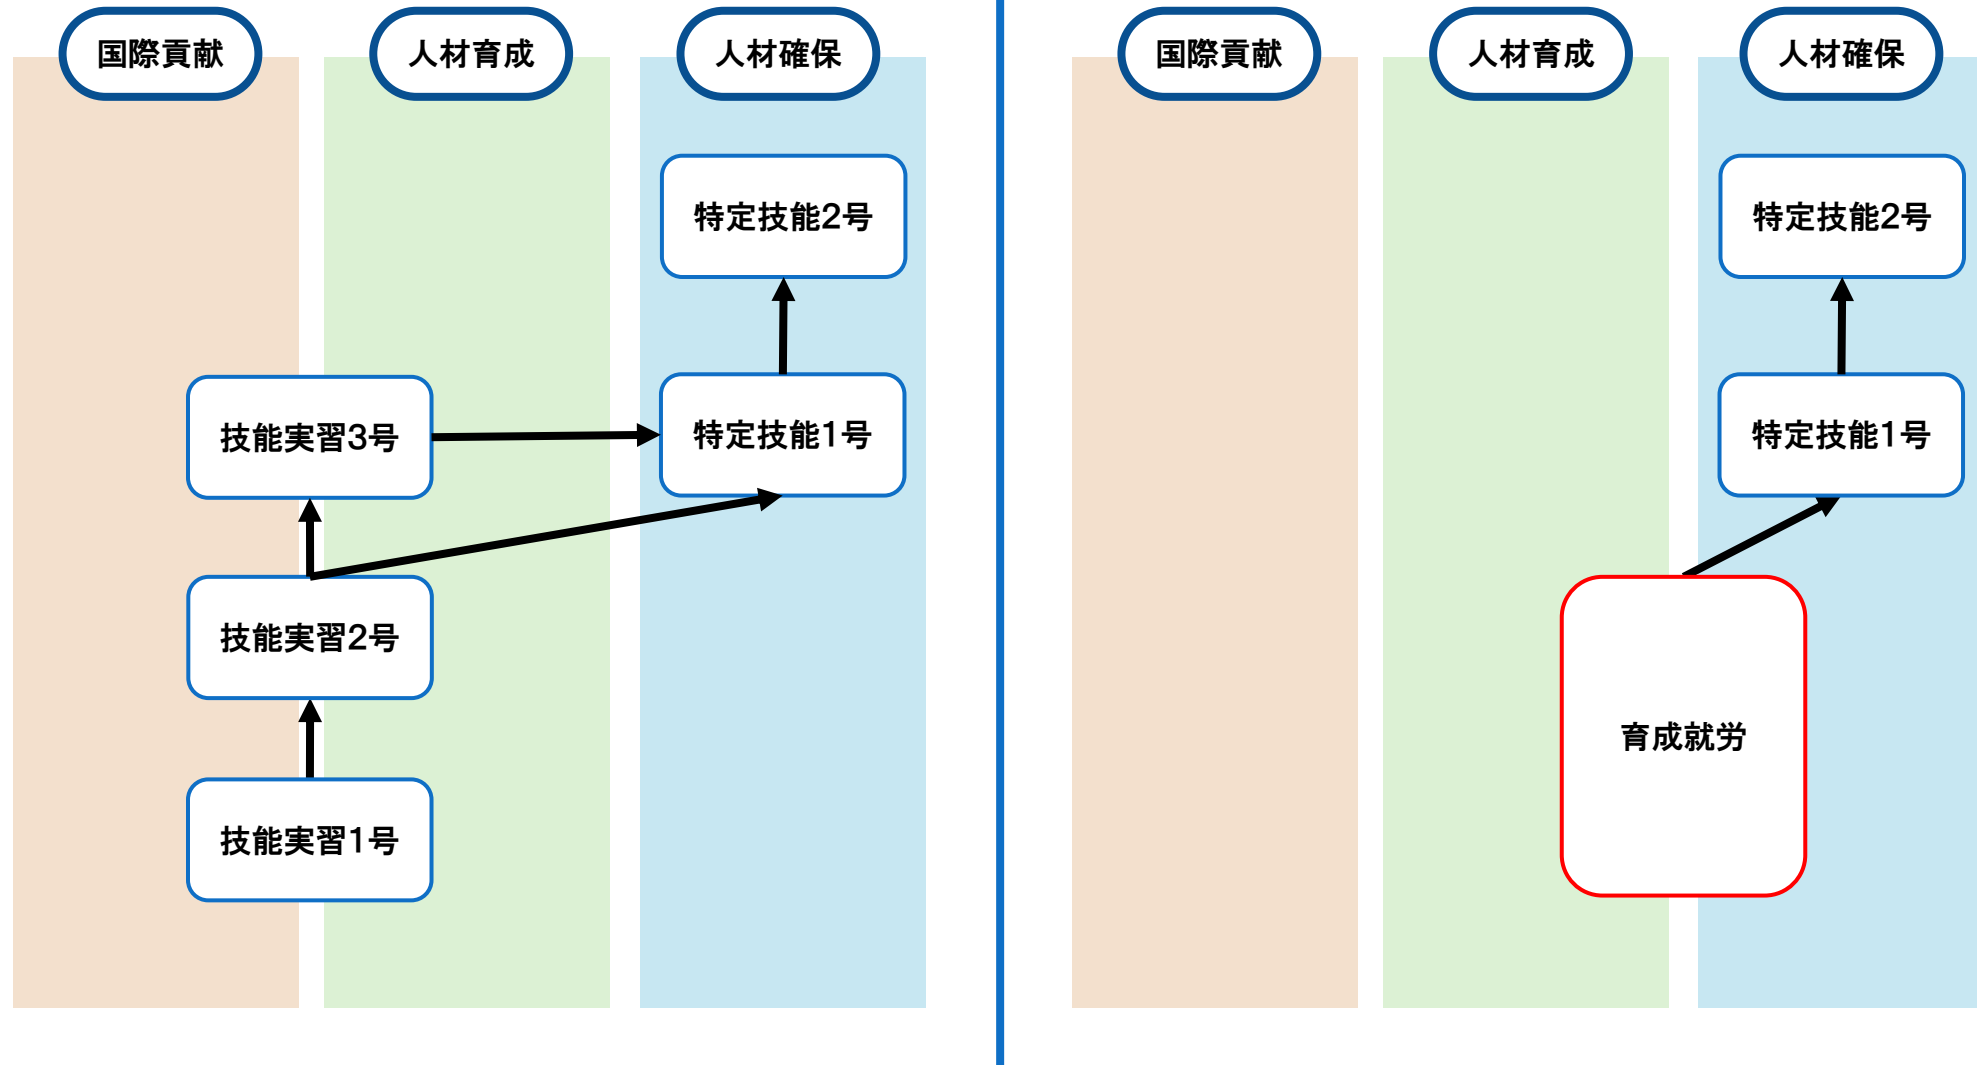 国際貢献
人材育成
人材確保
特定技能2号
技能実習3号
特定技能1号
技能実習2号
技能実習1号
国際貢献
人材育成
人材確保
特定技能2号
特定技能1号
育成就労